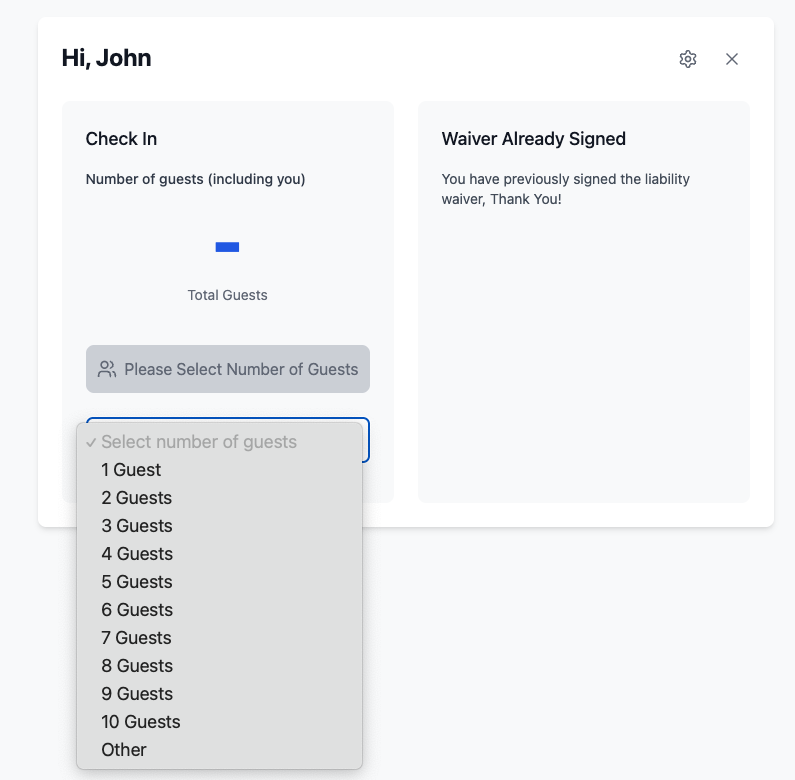 Hi, John
Check In
Number of guests (including you)
-
Total Guests
Please Select Number of Guests
✓ Select number of guests
1 Guest
2 Guests
3 Guests
4 Guests
5 Guests
6 Guests
7 Guests
8 Guests
9 Guests
10 Guests
Other
Waiver Already Signed
You have previously signed the liability
waiver, Thank You!